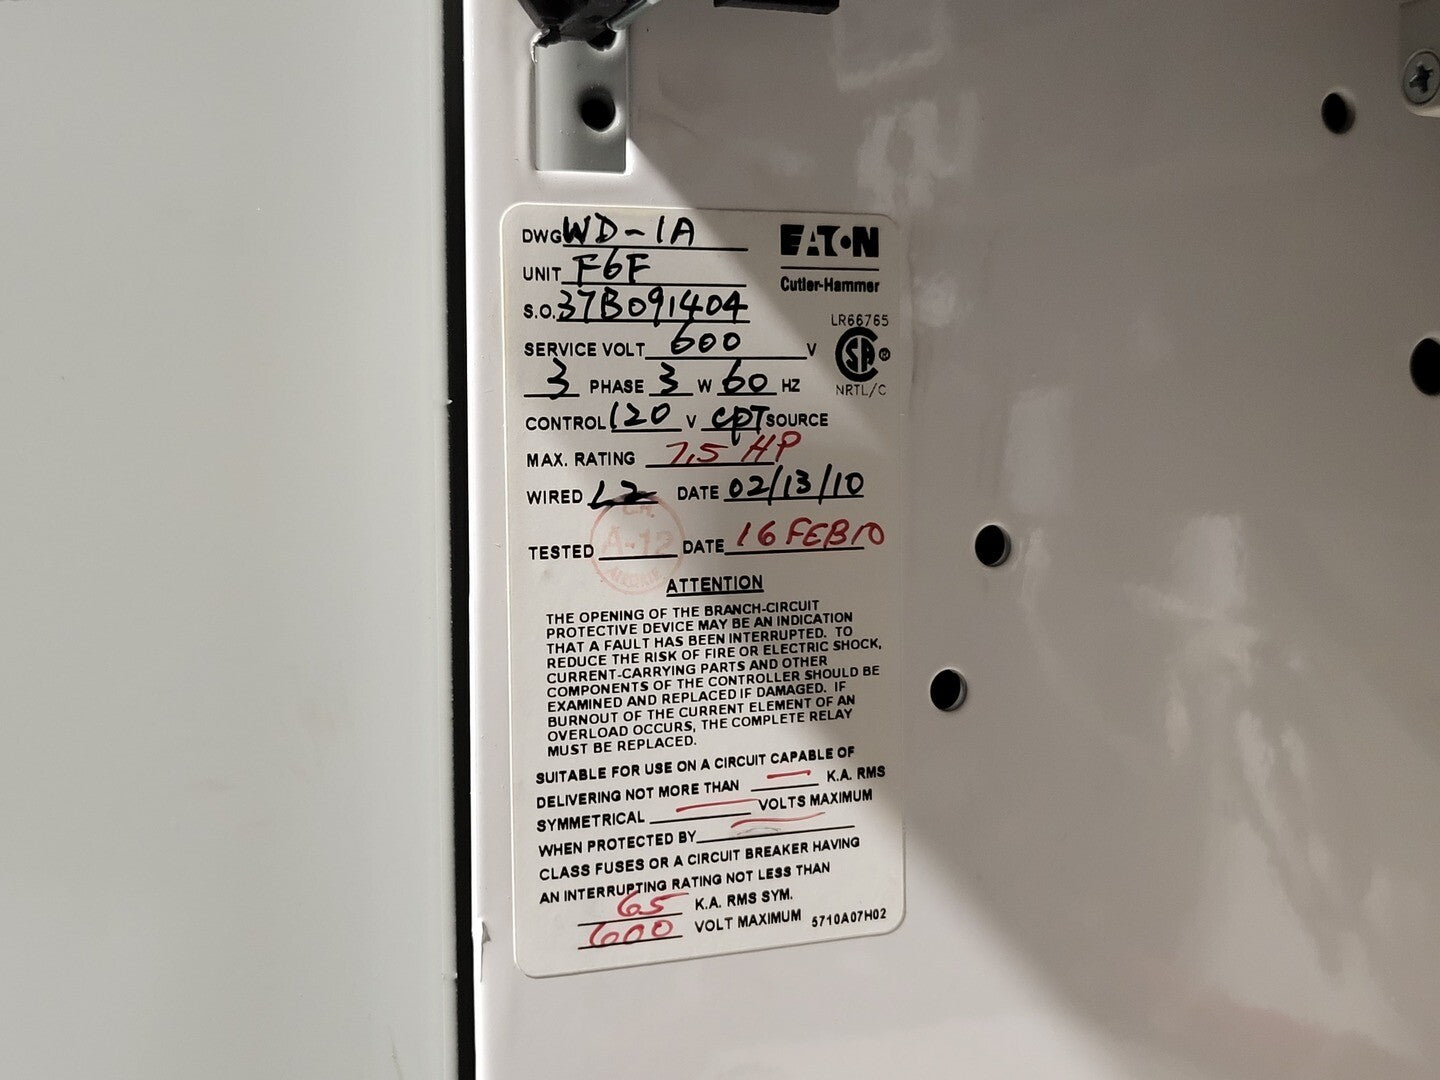 DWG WD-1A
EATON
UNIT F6F
Cutler-Hammer
S.O. 37B091404
LR66765
SERVICE VOLT 600 V
SA ®
NRTL/C
3 PHASE 3 W 60 HZ
CONTROL 120 V CPT SOURCE
MAX. RATING 7.5 HP
WIRED L2 DATE 02/13/10
A-12
TESTED DATE 16 FEB 10
ATTENTION
THE OPENING OF THE BRANCH-CIRCUIT
PROTECTIVE DEVICE MAY BE AN INDICATION
THAT A FAULT HAS BEEN INTERRUPTED. TO
REDUCE THE RISK OF FIRE OR ELECTRIC SHOCK,
CURRENT-CARRYING PARTS AND OTHER
COMPONENTS OF THE CONTROLLER SHOULD BE
EXAMINED AND REPLACED IF DAMAGED. IF
BURNOUT OF THE CURRENT ELEMENT OF AN
OVERLOAD OCCURS, THE COMPLETE RELAY
MUST BE REPLACED.
SUITABLE FOR USE ON A CIRCUIT CAPABLE OF
DELIVERING NOT MORE THAN — K.A. RMS
SYMMETRICAL — VOLTS MAXIMUM
WHEN PROTECTED BY —
CLASS FUSES OR A CIRCUIT BREAKER HAVING
AN INTERRUPTING RATING NOT LESS THAN
65 K.A. RMS SYM.
600 VOLT MAXIMUM 5710A07H02